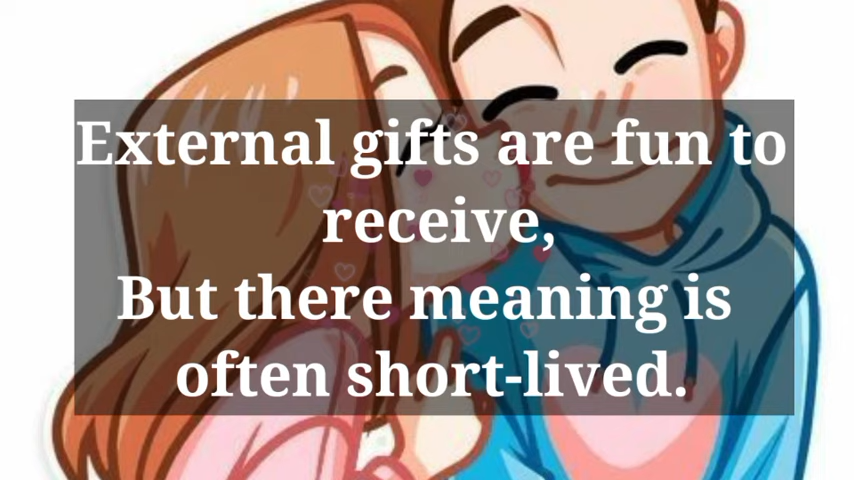 External gifts are fun to
receive,
But there meaning is
often short-lived.